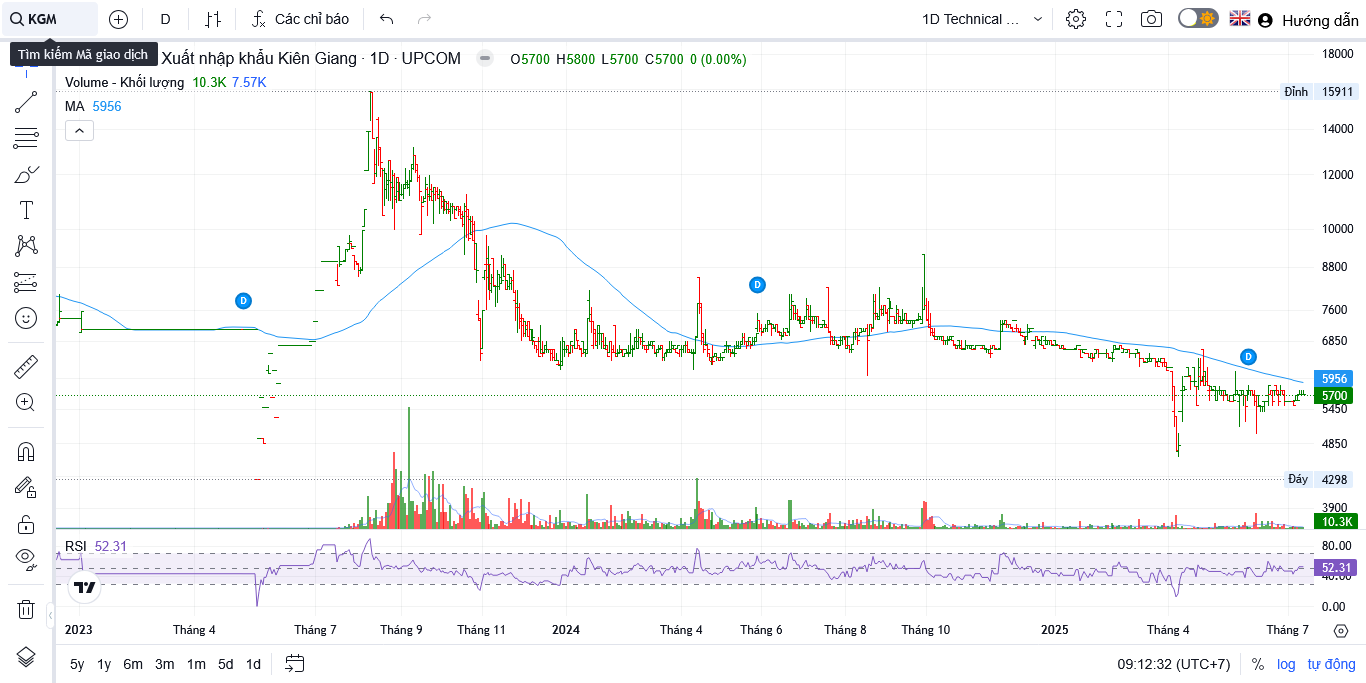 KGM
D
Các chỉ báo
1D Technical ...
Hướng dẫn
Tìm kiếm Mã giao dịch
Xuất nhập khẩu Kiên Giang · 1D · UPCOM
O5700 H5800 L5700 C5700 0 (0.00%)
Volume - Khối lượng 10.3K 7.57K
MA 5956
18000
Đỉnh 15911
14000
12000
10000
8800
7600
6850
5956
5700
5450
4850
Đáy 4298
3900
10.3K
D
D
D
RSI 52.31
80.00
52.31
40.00
0.00
2023 Tháng 4 Tháng 7 Tháng 9 Tháng 11 2024 Tháng 4 Tháng 6 Tháng 8 Tháng 10 2025 Tháng 4 Tháng 7
5y 1y 6m 3m 1m 5d 1d
09:12:32 (UTC+7) % log tự động